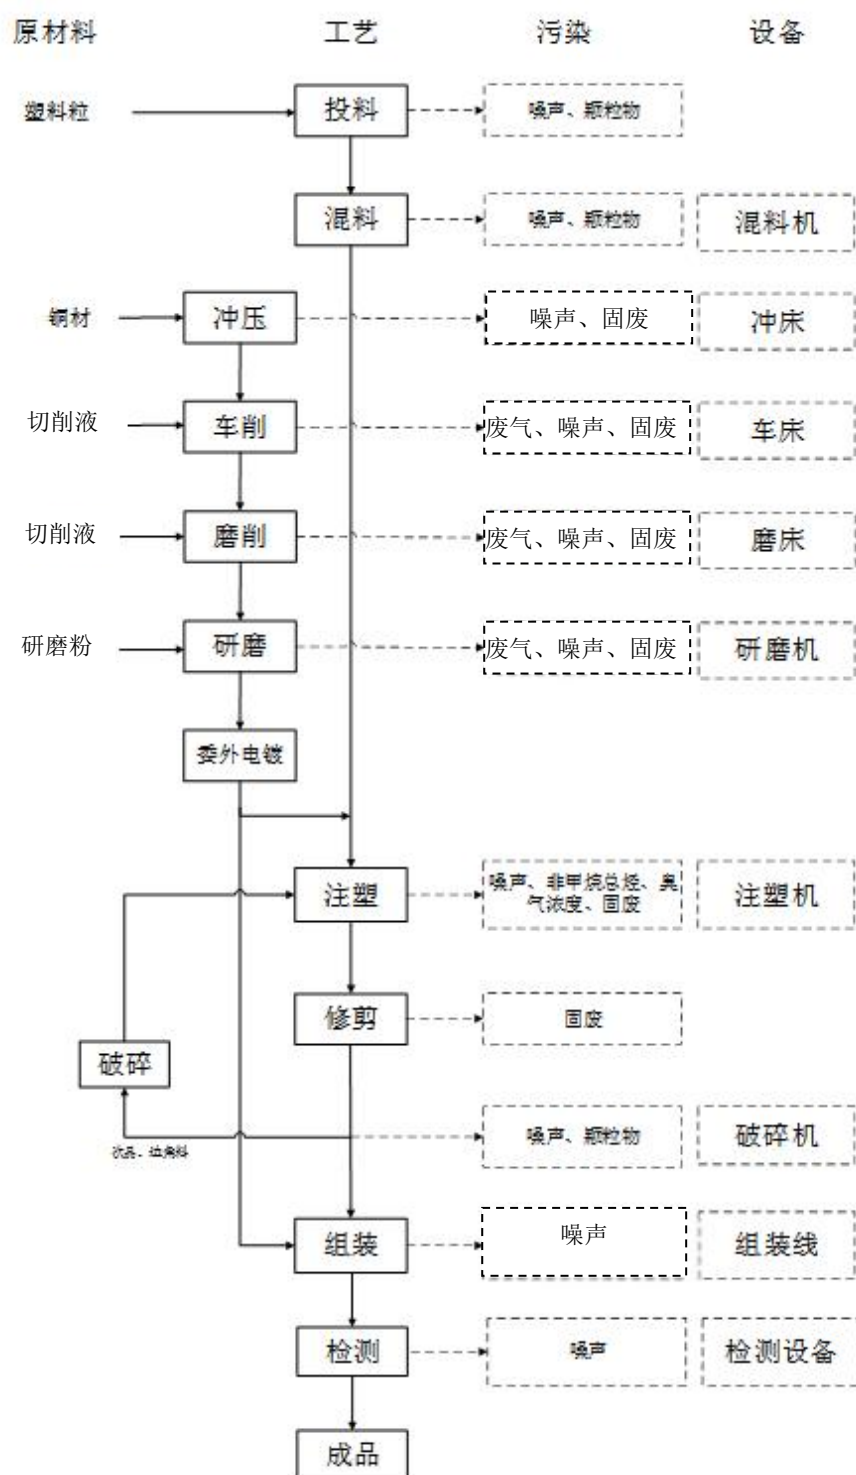 原材料 工艺 污染 设备
塑料粒 投料 噪声、颗粒物
混料 噪声、颗粒物 混料机
铜材 冲压 噪声、固废 冲床
切削液 车削 废气、噪声、固废 车床
切削液 磨削 废气、噪声、固废 磨床
研磨粉 研磨 废气、噪声、固废 研磨机
委外电镀
注塑 噪声、非甲烷总烃、臭 注塑机
气浓度、固废
修剪 固废
破碎
噪声、颗粒物 破碎机
次品、边角料
组装 噪声 组装线
检测 噪声 检测设备
成品